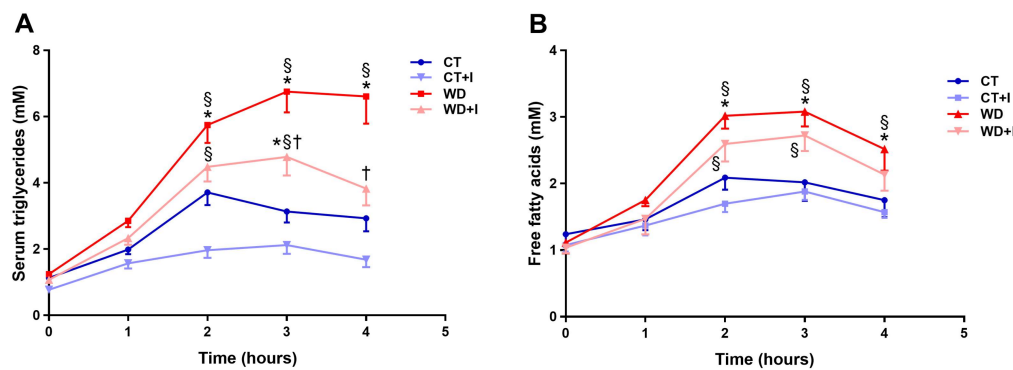 A
Serum triglycerides (mM)
8
6
4
2
0
§
*
§
*
§
*
§
*§†
†
CT
CT+I
WD
WD+I
0 1 2 3 4 5
Time (hours)
B
Free fatty acids (mM)
4
3
2
1
0
§
*
§
*
§
*
§
§
CT
CT+I
WD
WD+I
0 1 2 3 4 5
Time (hours)